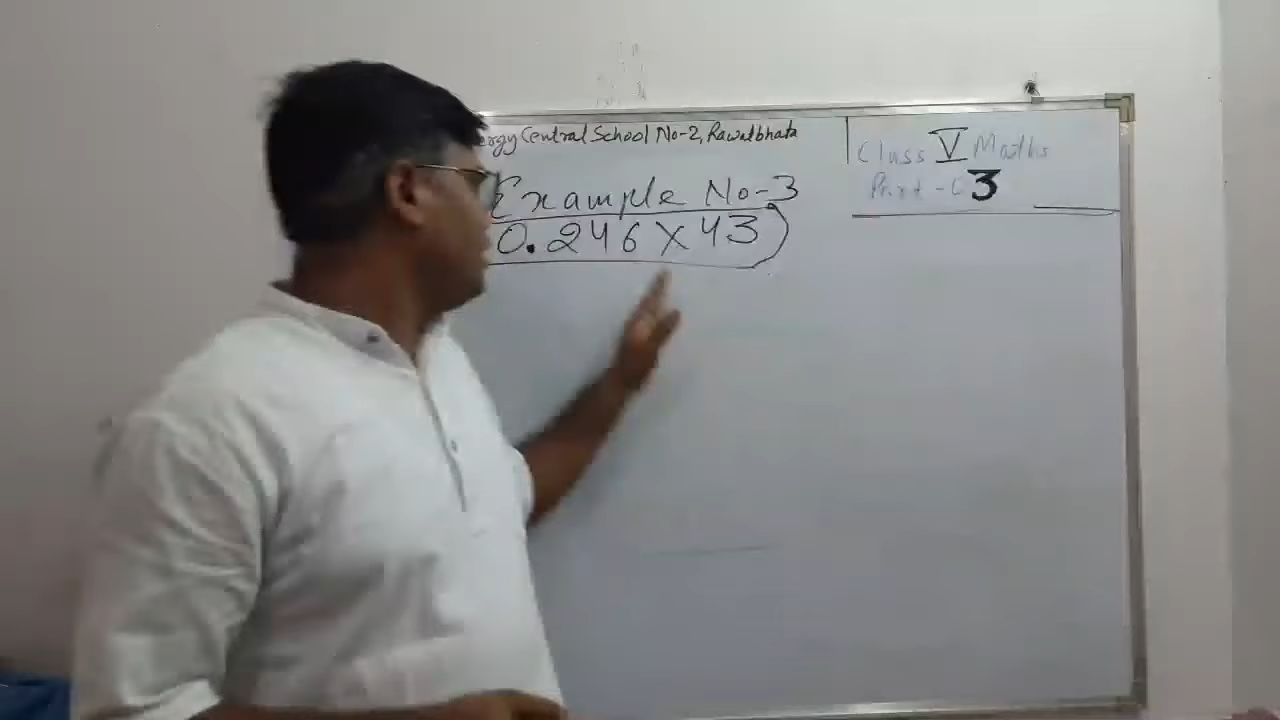 Central School No-2, Rawatbhata
Example No-3
0.246 X 43
Class V Maths
3